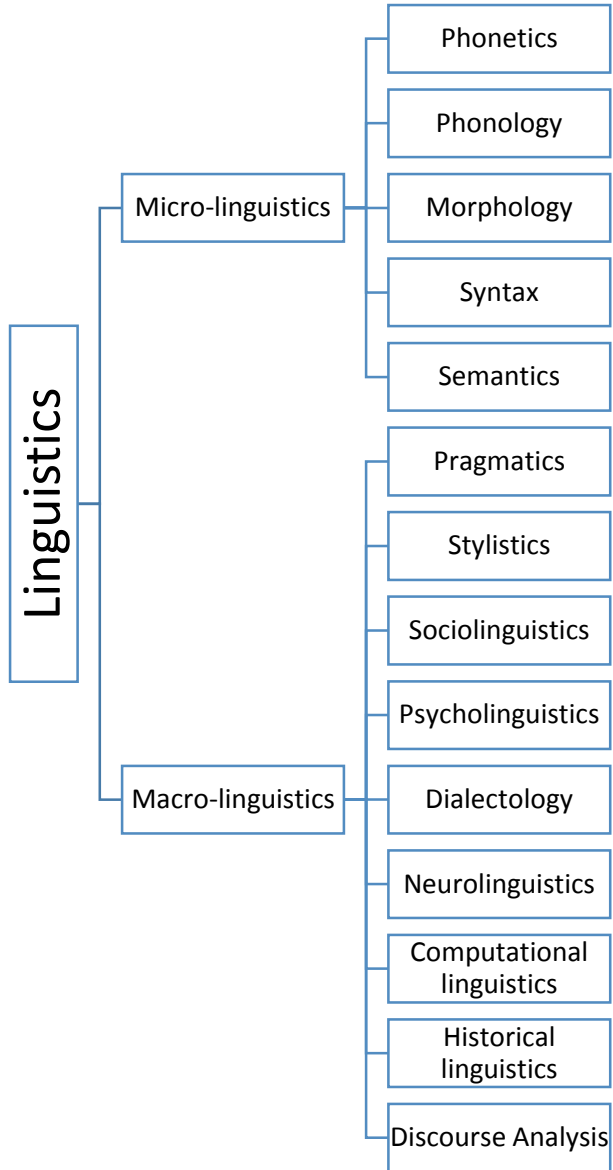 Linguistics
Micro-linguistics
Phonetics
Phonology
Morphology
Syntax
Semantics
Macro-linguistics
Pragmatics
Stylistics
Sociolinguistics
Psycholinguistics
Dialectology
Neurolinguistics
Computational
linguistics
Historical
linguistics
Discourse Analysis